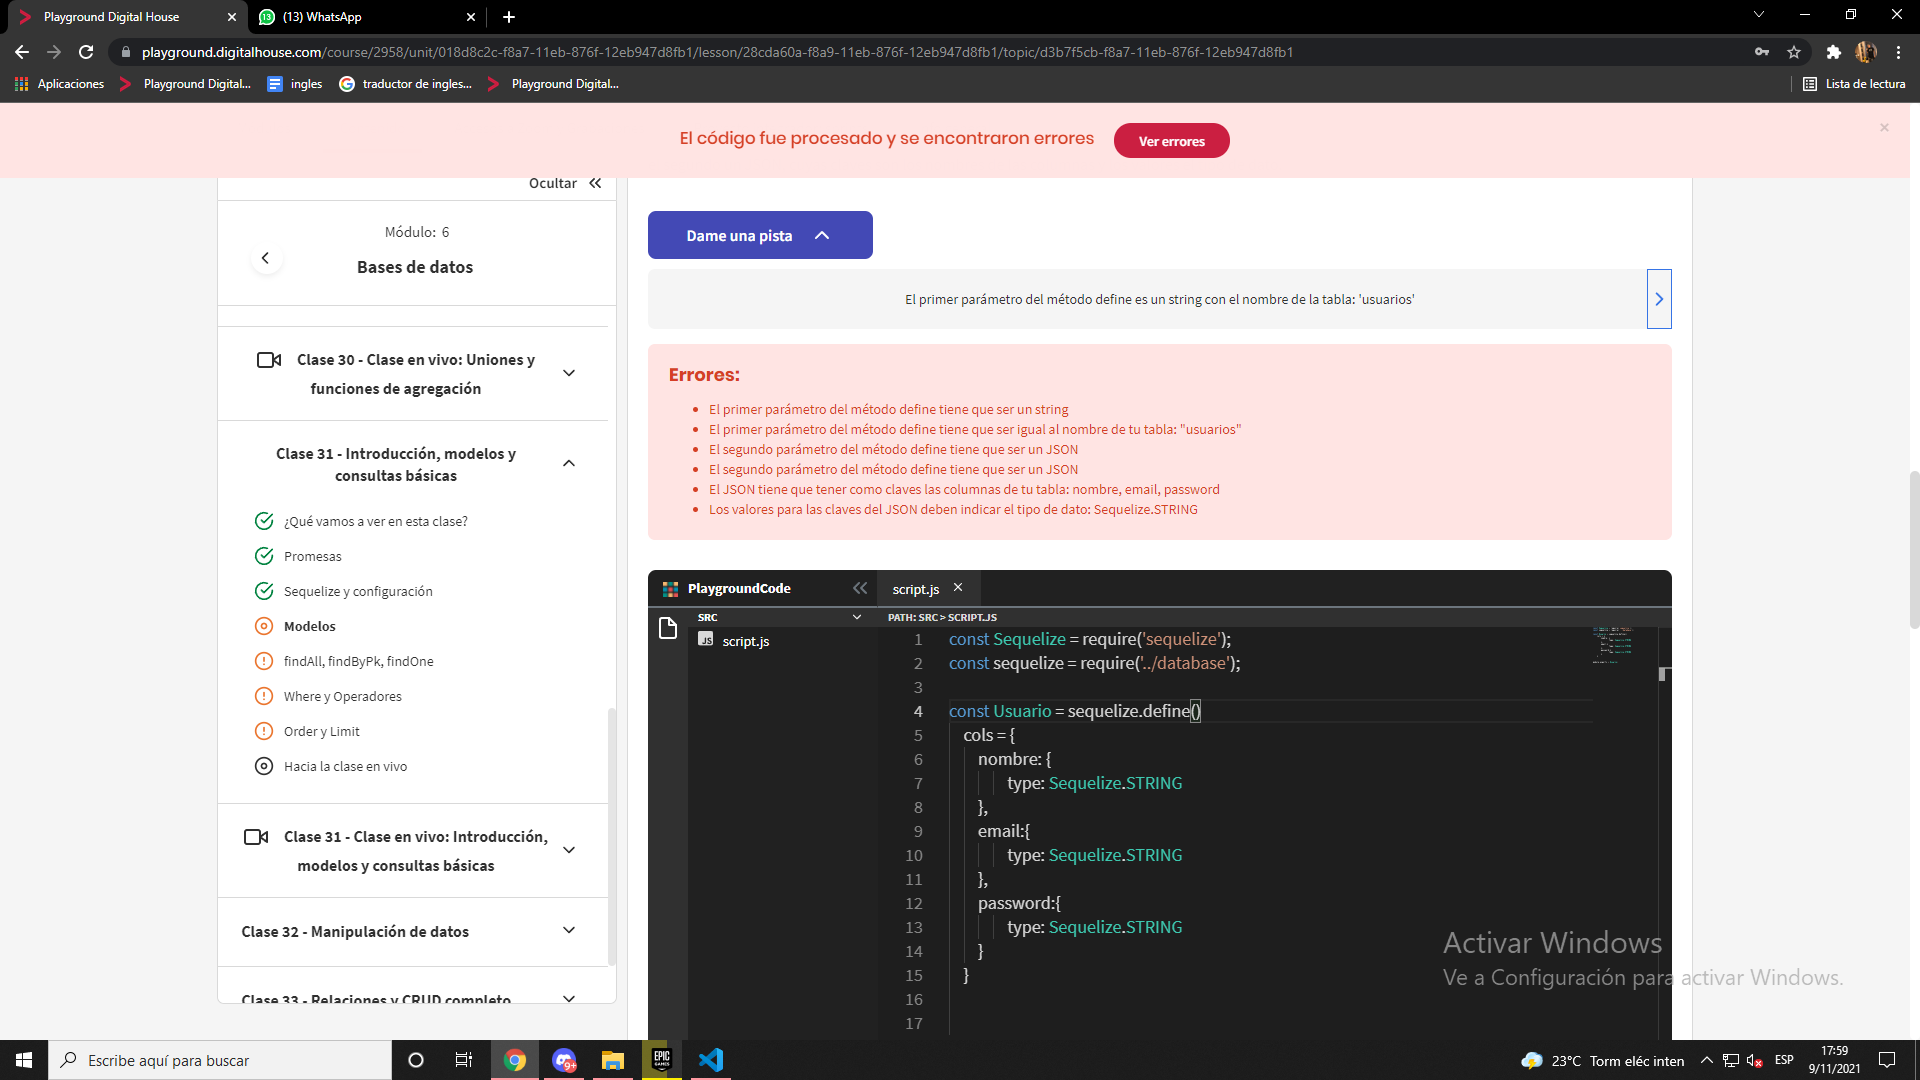 Playground Digital House
(13) WhatsApp
playground.digitalhouse.com/course/2958/unit/018d8c2c-f8a7-11eb-876f-12eb947d8fb1/lesson/28cda60a-f8a9-11eb-876f-12eb947d8fb1/topic/d3b7f5cb-f8a7-11eb-876f-12eb947d8fb1
Aplicaciones
Playground Digital...
ingles
traductor de ingles...
Playground Digital...
Lista de lectura
El código fue procesado y se encontraron errores
Ver errores
Ocultar
Módulo: 6
Bases de datos
Clase 30 - Clase en vivo: Uniones y
funciones de agregación
Clase 31 - Introducción, modelos y
consultas básicas
¿Qué vamos a ver en esta clase?
Promesas
Sequelize y configuración
Modelos
findAll, findByPk, findOne
Where y Operadores
Order y Limit
Hacia la clase en vivo
Clase 31 - Clase en vivo: Introducción,
modelos y consultas básicas
Clase 32 - Manipulación de datos
Clase 33 - Relaciones y CRUD completo
Dame una pista
El primer parámetro del método define es un string con el nombre de la tabla: 'usuarios'
Errores:
El primer parámetro del método define tiene que ser un string
El primer parámetro del método define tiene que ser igual al nombre de tu tabla: "usuarios"
El segundo parámetro del método define tiene que ser un JSON
El segundo parámetro del método define tiene que ser un JSON
El JSON tiene que tener como claves las columnas de tu tabla: nombre, email, password
Los valores para las claves del JSON deben indicar el tipo de dato: Sequelize.STRING
PlaygroundCode
script.js
SRC
JS script.js
PATH: SRC > SCRIPT.JS
1 const Sequelize = require('sequelize');
2 const sequelize = require('../database');
3
4 const Usuario = sequelize.define()
5 cols = {
6 nombre: {
7 type: Sequelize.STRING
8 },
9 email:{
10 type: Sequelize.STRING
11 },
12 password:{
13 type: Sequelize.STRING
14 }
15 }
16
17
Activar Windows
Ve a Configuración para activar Windows.
Escribe aquí para buscar
9+
EPIC
GAMES
23°C Torm eléc inten
ESP
17:59
9/11/2021